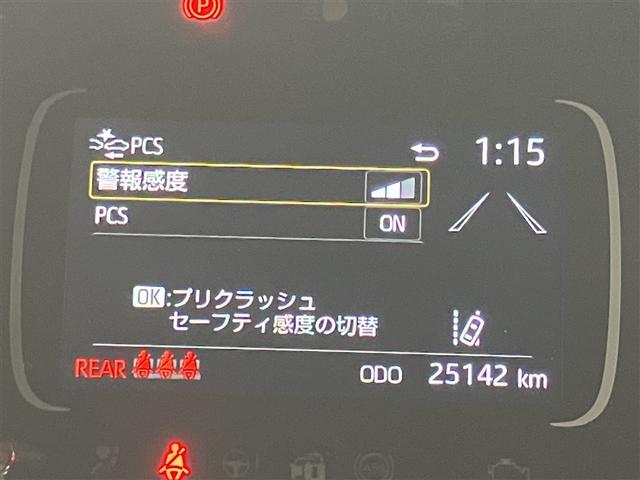 P
PCS
1:15
警報感度
PCS
ON
OK:プリクラッシュ
セーフティ感度の切替
REAR
ODO 25142 km